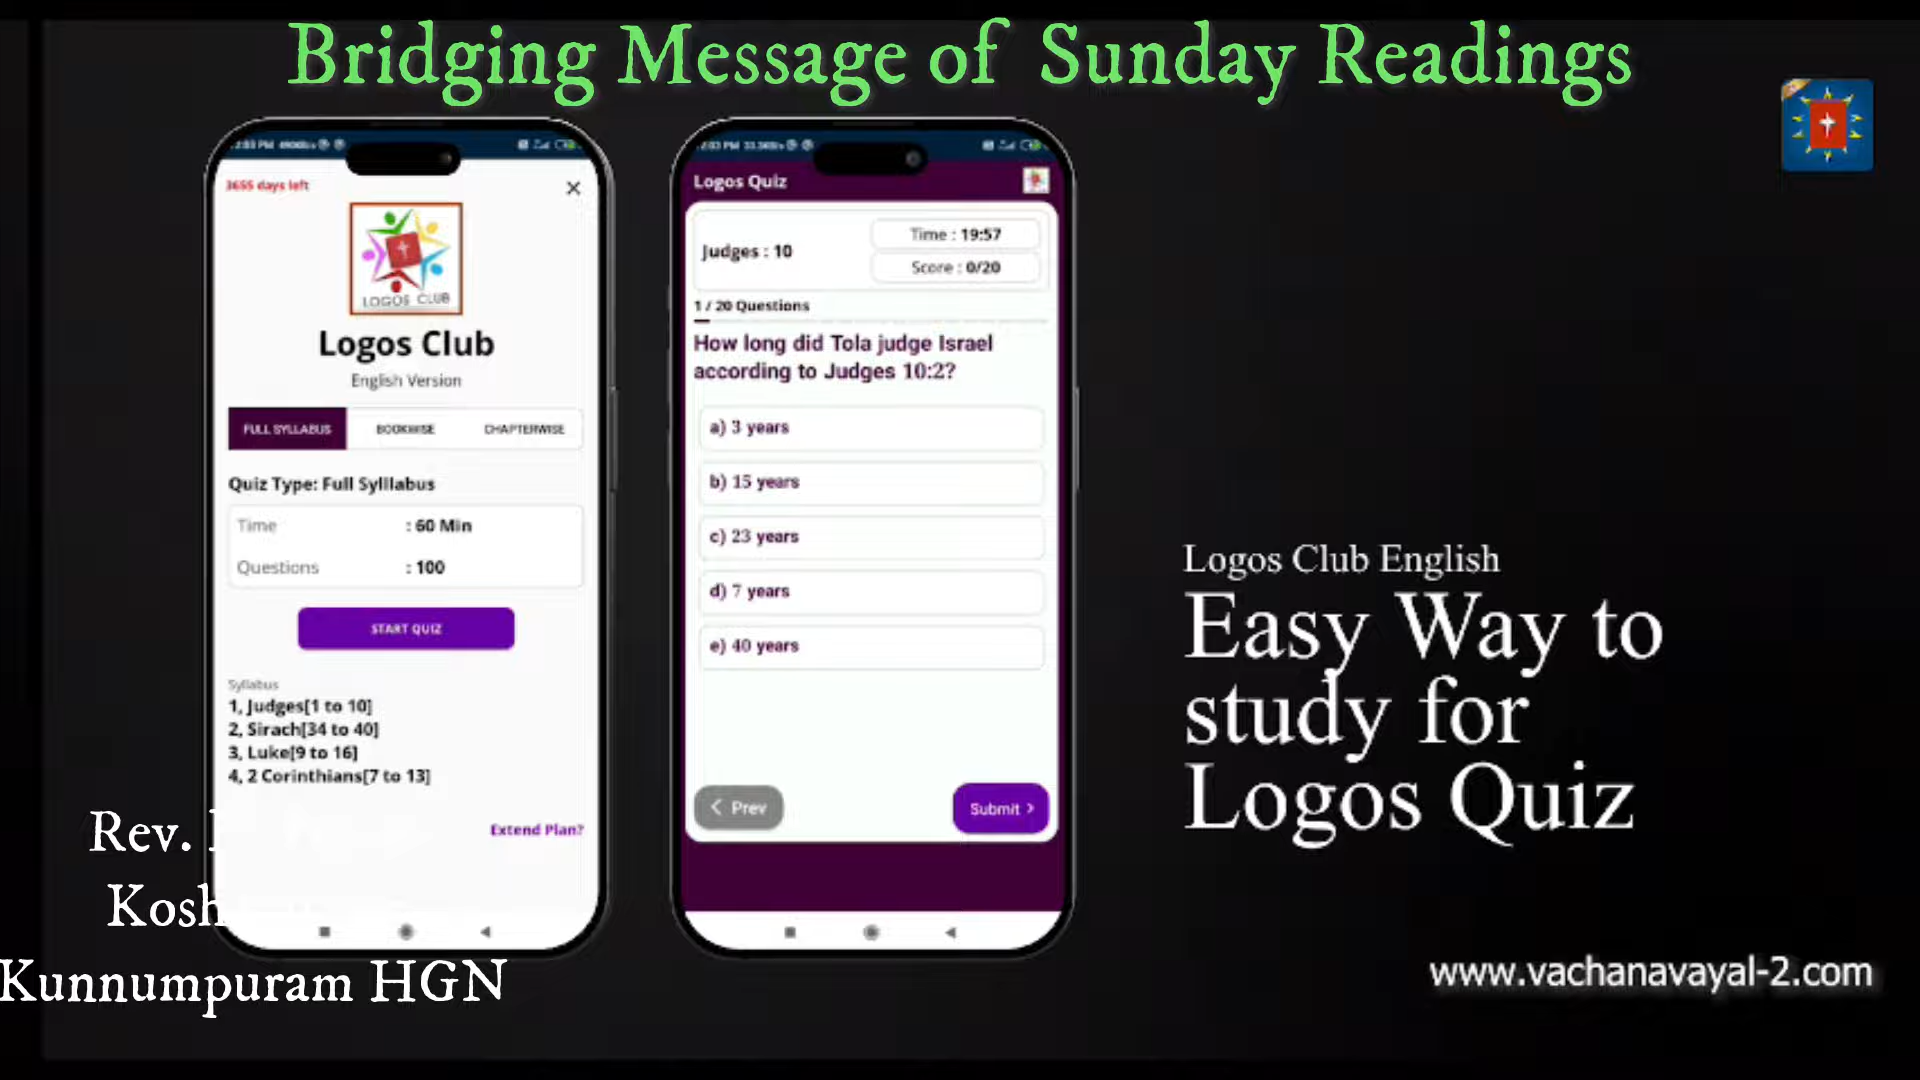 Bridging Message of Sunday Readings
3655 days left
LOGOS CLUB
Logos Club
English Version
FULL SYLLABUS
BOOKWISE
CHAPTERWISE
Quiz Type: Full Sylllabus
Time : 60 Min
Questions : 100
START QUIZ
Syllabus
1, Judges[1 to 10]
2, Sirach[34 to 40]
3, Luke[9 to 16]
4, 2 Corinthians[7 to 13]
Extend Plan?
Logos Quiz
Judges : 10
Time : 19:57
Score : 0/20
1 / 20 Questions
How long did Tola judge Israel
according to Judges 10:2?
a) 3 years
b) 15 years
c) 23 years
d) 7 years
e) 40 years
Prev
Submit
Logos Club English
Easy Way to
study for
Logos Quiz
Rev.
Kunnumpuram HGN
www.vachanavayal-2.com